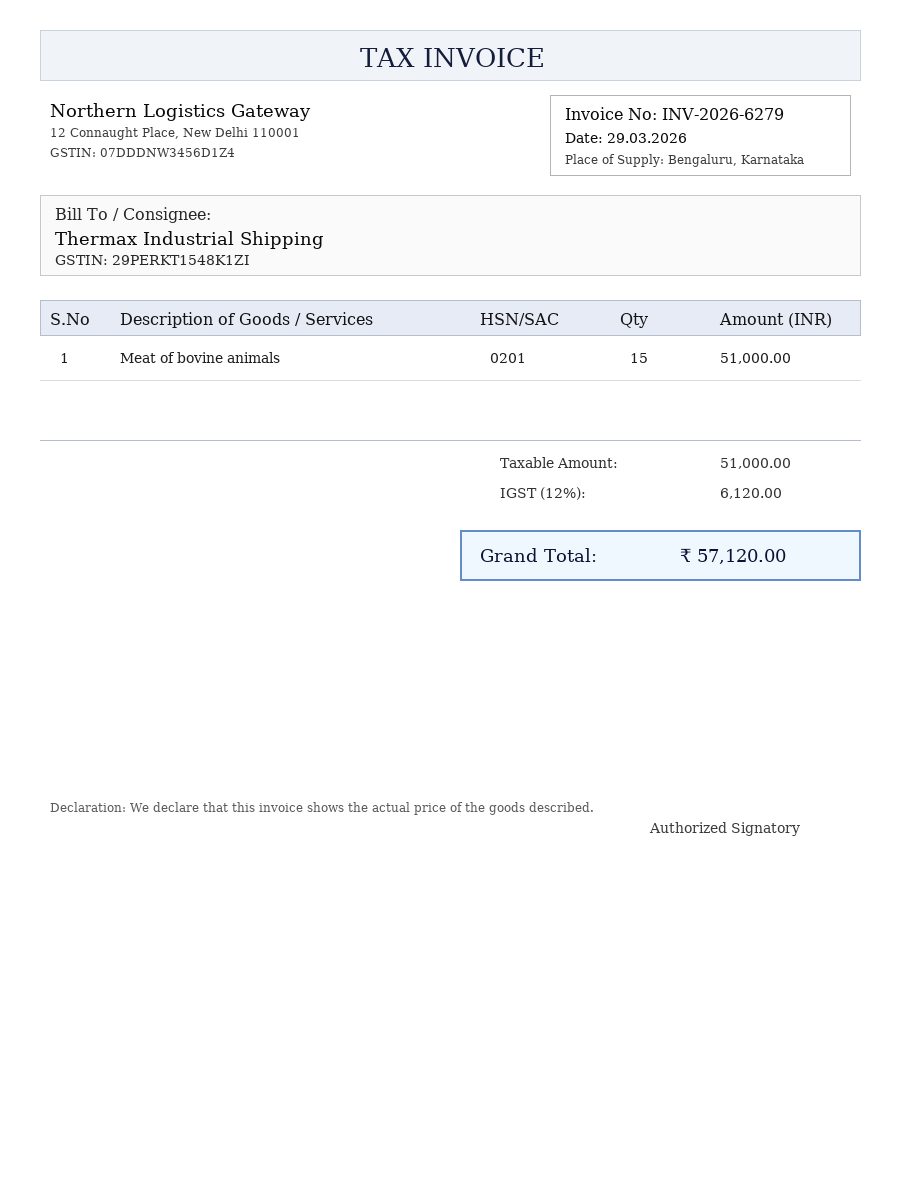 TAX INVOICE
Northern Logistics Gateway
12 Connaught Place, New Delhi 110001
GSTIN: 07DDDNW3456D1Z4
Invoice No: INV-2026-6279
Date: 29.03.2026
Place of Supply: Bengaluru, Karnataka
Bill To / Consignee:
Thermax Industrial Shipping
GSTIN: 29PERKT1548K1ZI
S.No Description of Goods / Services HSN/SAC Qty Amount (INR)
1 Meat of bovine animals 0201 15 51,000.00
Taxable Amount: 51,000.00
IGST (12%): 6,120.00
Grand Total: ₹ 57,120.00
Declaration: We declare that this invoice shows the actual price of the goods described.
Authorized Signatory